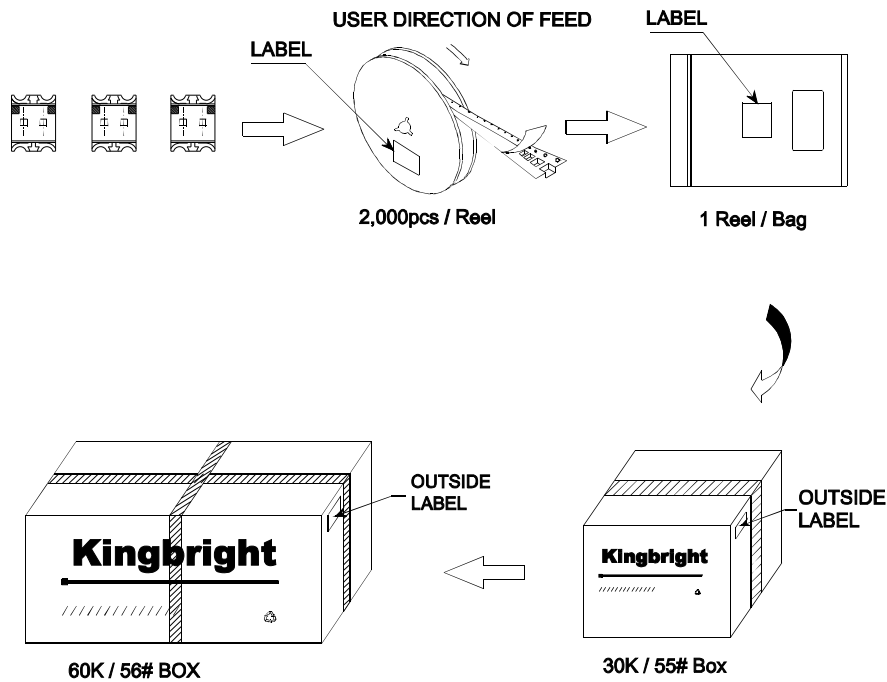 USER DIRECTION OF FEED
LABEL
LABEL
2,000pcs / Reel
1 Reel / Bag
OUTSIDE
LABEL
OUTSIDE
LABEL
Kingbright
Kingbright
60K / 56# BOX
30K / 55# Box